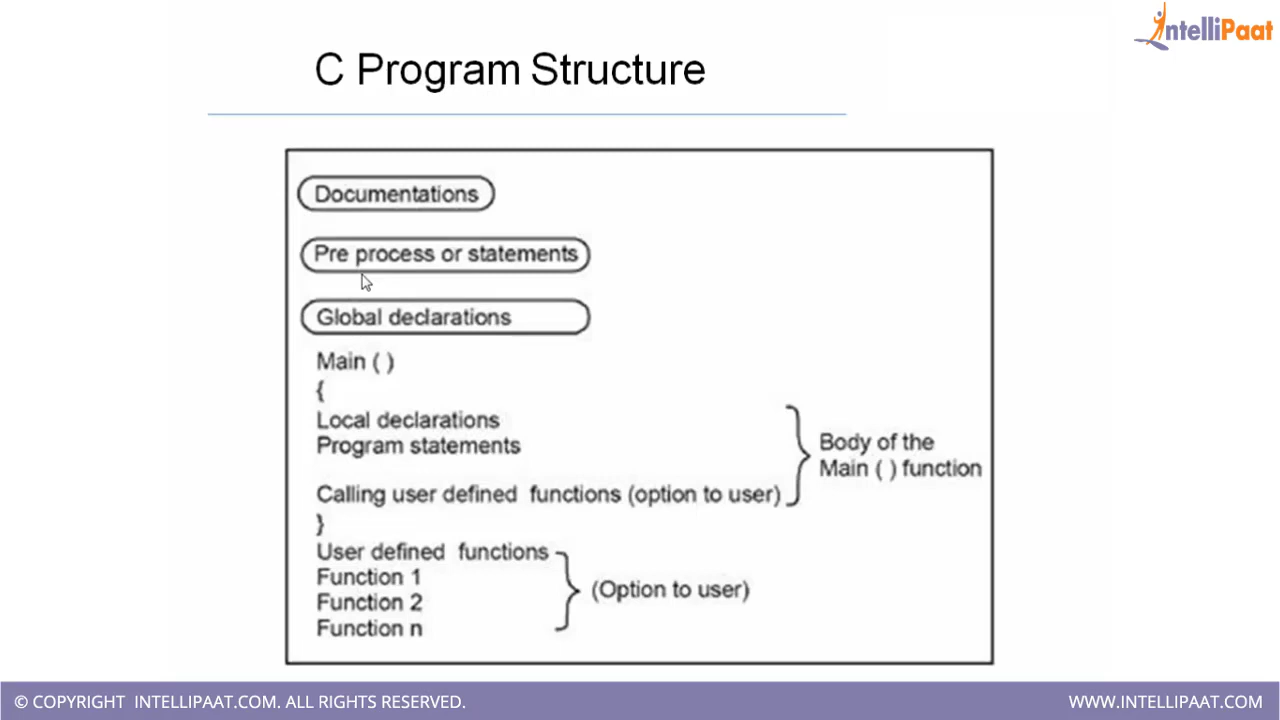 IntelliPaat
C Program Structure
Documentations
Pre process or statements
Global declarations
Main ( )
{
Local declarations
Program statements
Body of the
Main ( ) function
Calling user defined functions (option to user)
}
User defined functions
Function 1
Function 2
Function n
(Option to user)
© COPYRIGHT INTELLIPAAT.COM. ALL RIGHTS RESERVED.
WWW.INTELLIPAAT.COM